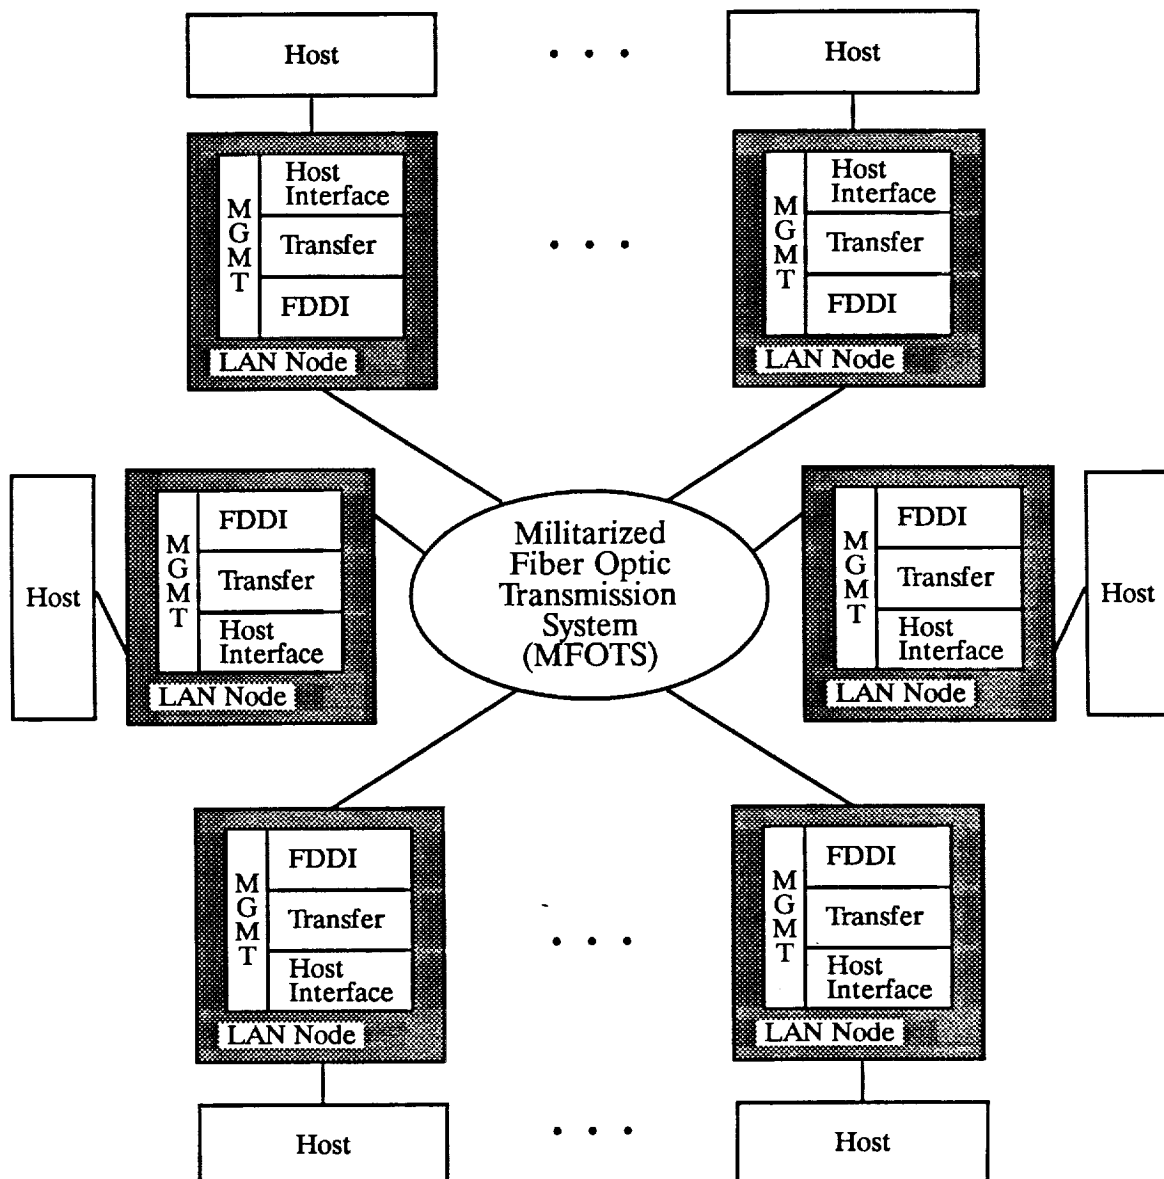 Host
Host
MGMT
Host
Interface
Transfer
FDDI
LAN Node
MGMT
Host
Interface
Transfer
FDDI
LAN Node
Host
MGMT
FDDI
Transfer
Host
Interface
LAN Node
Militarized
Fiber Optic
Transmission
System
(MFOTS)
MGMT
FDDI
Transfer
Host
Interface
LAN Node
Host
MGMT
FDDI
Transfer
Host
Interface
LAN Node
MGMT
FDDI
Transfer
Host
Interface
LAN Node
Host
Host